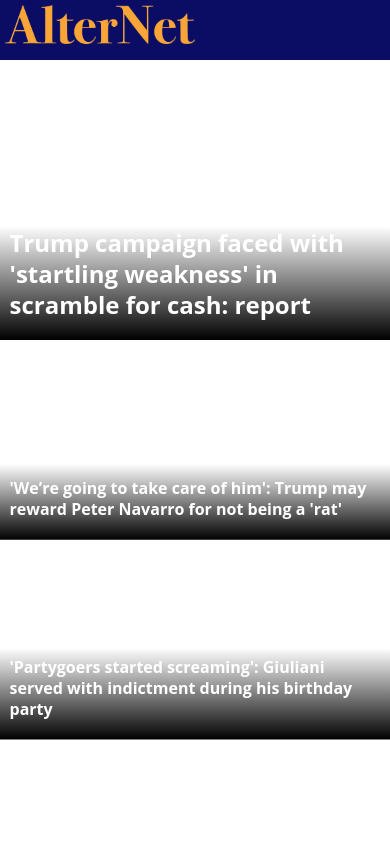 AlterNet
Trump campaign faced with
'startling weakness' in
scramble for cash: report
'We’re going to take care of him': Trump may
reward Peter Navarro for not being a 'rat'
'Partygoers started screaming': Giuliani
served with indictment during his birthday
party